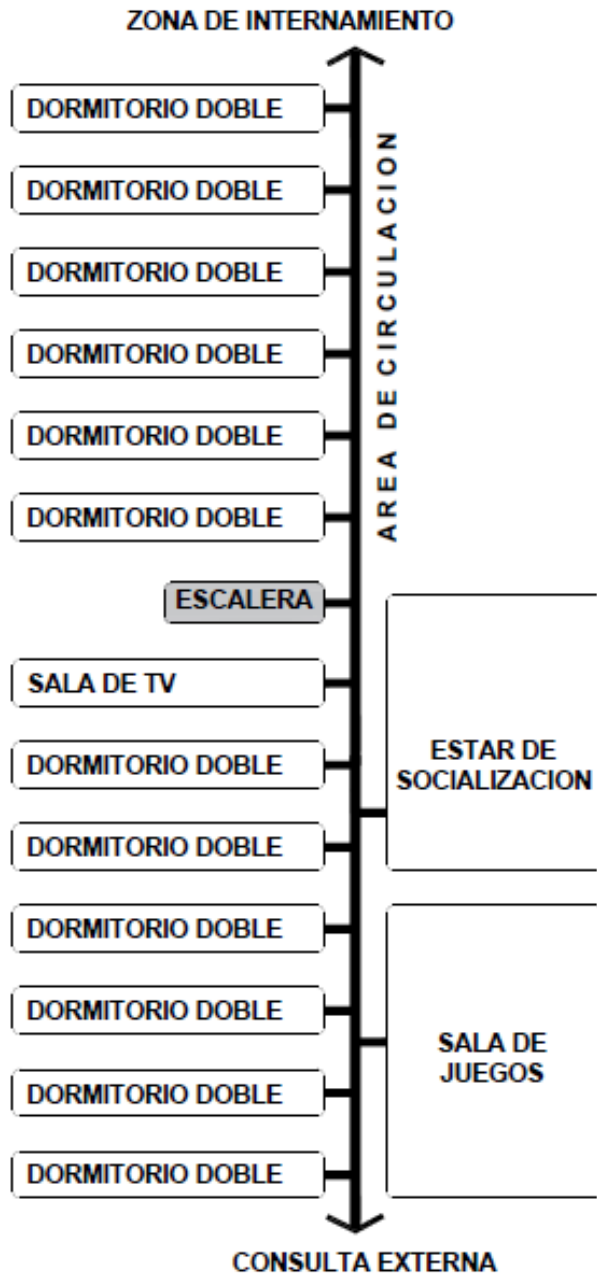 ZONA DE INTERNAMIENTO
DORMITORIO DOBLE
DORMITORIO DOBLE
DORMITORIO DOBLE
DORMITORIO DOBLE
DORMITORIO DOBLE
DORMITORIO DOBLE
AREA DE CIRCULACION
ESCALERA
SALA DE TV
DORMITORIO DOBLE
ESTAR DE
SOCIALIZACION
DORMITORIO DOBLE
DORMITORIO DOBLE
DORMITORIO DOBLE
SALA DE
JUEGOS
DORMITORIO DOBLE
DORMITORIO DOBLE
CONSULTA EXTERNA